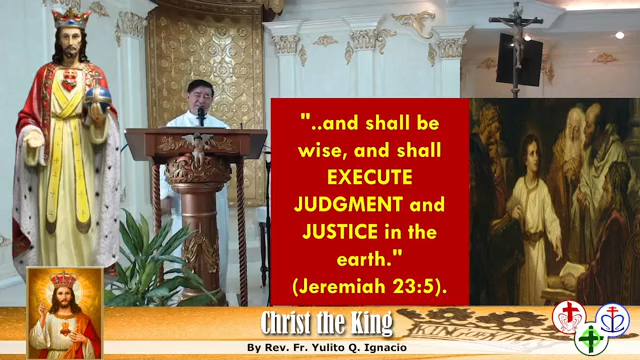 "..and shall be
wise, and shall
EXECUTE
JUDGMENT and
JUSTICE in the
earth."
(Jeremiah 23:5).
Christ the King
By Rev. Fr. Yulito Q. Ignacio